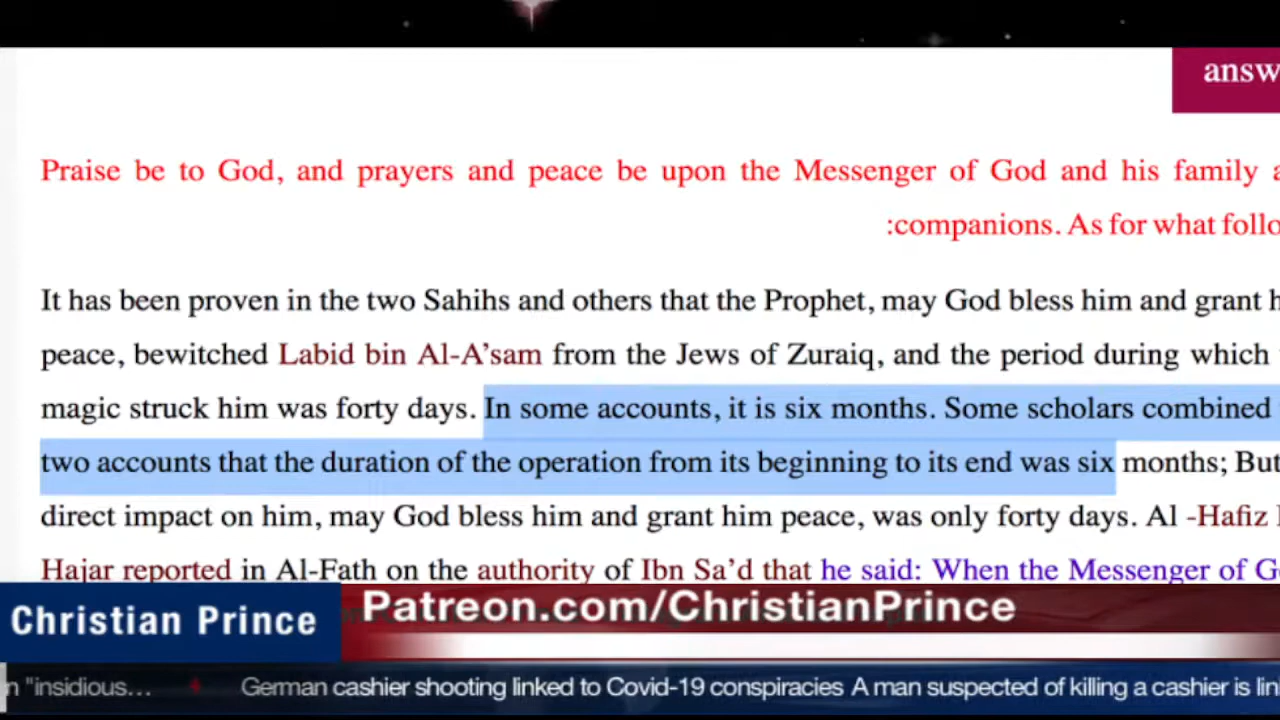 answ
Praise be to God, and prayers and peace be upon the Messenger of God and his family a
:companions. As for what follo
It has been proven in the two Sahihs and others that the Prophet, may God bless him and grant h
peace, bewitched Labid bin Al-A’sam from the Jews of Zuraiq, and the period during which
magic struck him was forty days. In some accounts, it is six months. Some scholars combined
two accounts that the duration of the operation from its beginning to its end was six months; But
direct impact on him, may God bless him and grant him peace, was only forty days. Al -Hafiz
Hajar reported in Al-Fath on the authority of Ibn Sa’d that he said: When the Messenger of G
Christian Prince
Patreon.com/ChristianPrince
n "insidious... German cashier shooting linked to Covid-19 conspiracies A man suspected of killing a cashier is lin